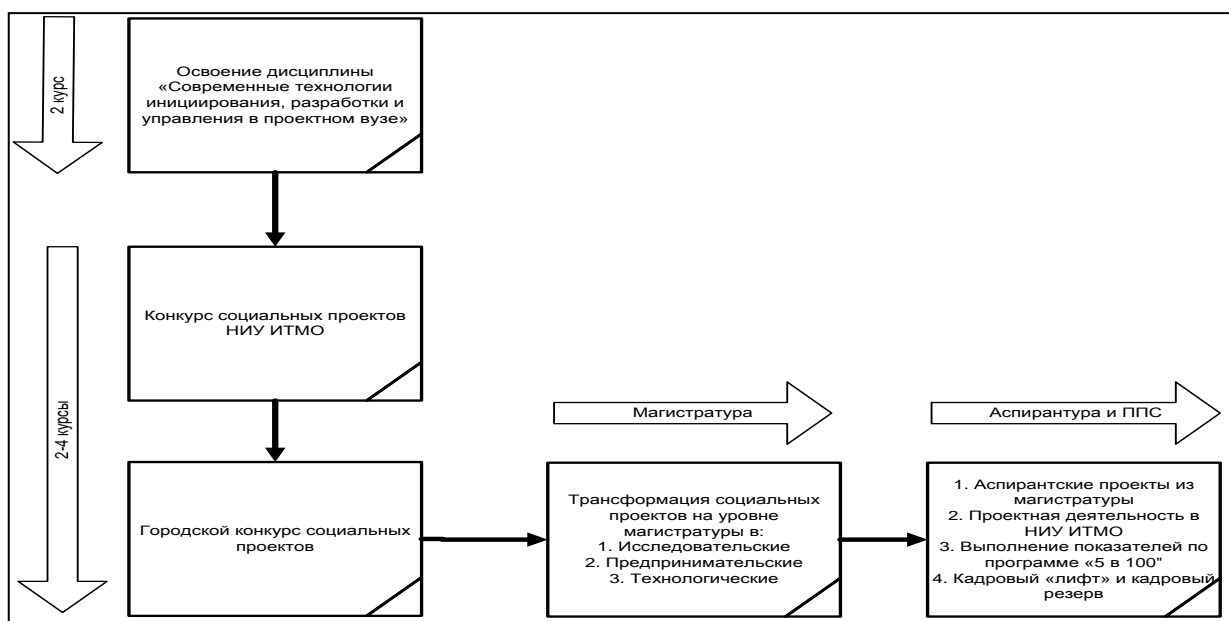 2 курс
Освоение дисциплины
«Современные технологии
инициирования, разработки и
управления в проектном вузе»
2-4 курсы
Конкурс социальных проектов
НИУ ИТМО
Городской конкурс социальных
проектов
Магистратура
Трансформация социальных
проектов на уровне
магистратуры в:
1. Исследовательские
2. Предпринимательские
3. Технологические
Аспирантура и ППС
1. Аспирантские проекты из
магистратуры
2. Проектная деятельность в
НИУ ИТМО
3. Выполнение показателей по
программе «5 в 100"
4. Кадровый «лифт» и кадровый
резерв